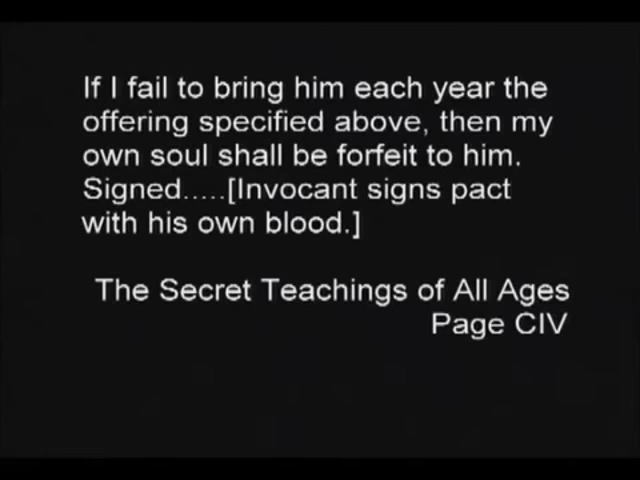 If I fail to bring him each year the
offering specified above, then my
own soul shall be forfeit to him.
Signed.....[Invocant signs pact
with his own blood.]
The Secret Teachings of All Ages
Page CIV